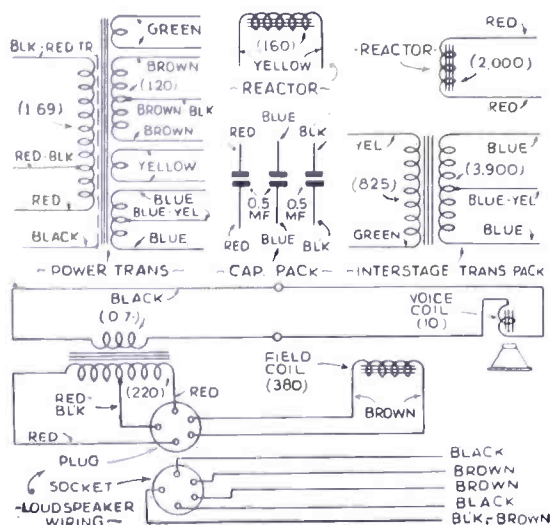 BLK-RED TR
GREEN
BROWN
(120)
BROWN BLK
BROWN
(1.69)
RED-BLK
YELLOW
RED
BLUE
BLUE-YEL
BLACK
BLUE
-POWER TRANS-
(160)
YELLOW
-REACTOR-
RED
BLUE
BLK
0.5
MF
0.5
MF
RED
BLUE
BLK
-CAP. PACK-
RED
-REACTOR-
(2,000)
RED
YEL
BLUE
(825)
(3,900)
BLUE-YEL
GREEN
BLUE
-INTERSTAGE TRANS PACK
BLACK
(0.7)
VOICE
COIL
(10)
FIELD
COIL
(380)
(220)
RED
RED-
BLK
BROWN
RED
PLUG
SOCKET
BLACK
BROWN
BROWN
BLACK
BLK-BROWN
-LOUDSPEAKER
WIRING-